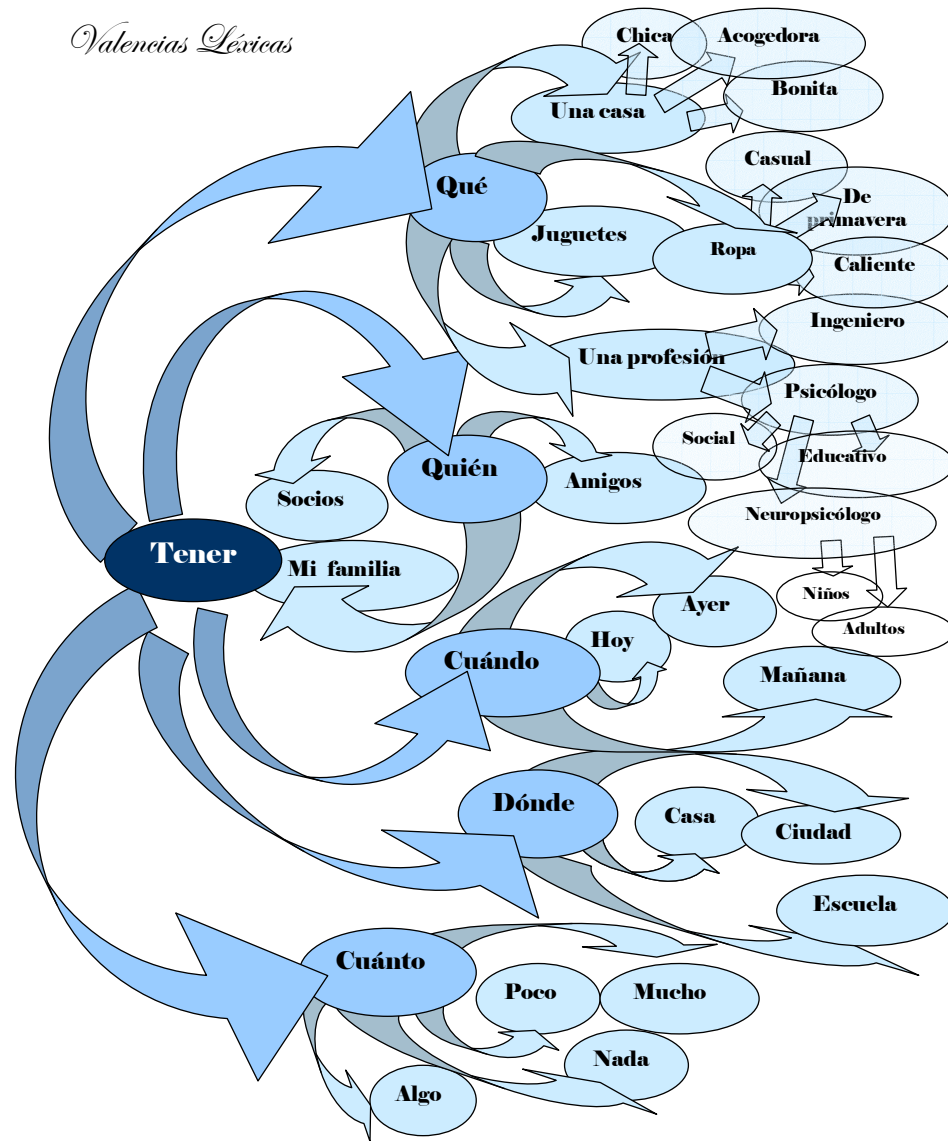 Valencias Léxicas
Chica
Acogedora
Una casa
Bonita
Casual
Qué
De
primavera
Juguetes
Ropa
Caliente
Ingeniero
Una profesión
Psicólogo
Social
Educativo
Quién
Amigos
Socios
Neuropsicólogo
Tener
Mi familia
Niños
Ayer
Adultos
Hoy
Cuándo
Mañana
Dónde
Casa
Ciudad
Escuela
Cuánto
Poco
Mucho
Nada
Algo